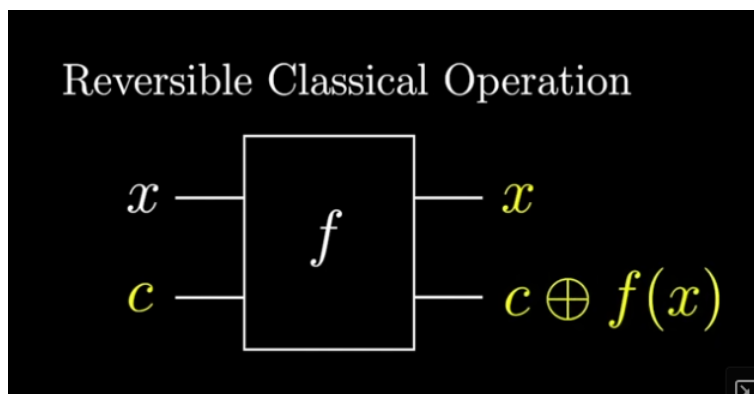 Reversible Classical Operation
x
x
f
c
c ⊕ f(x)